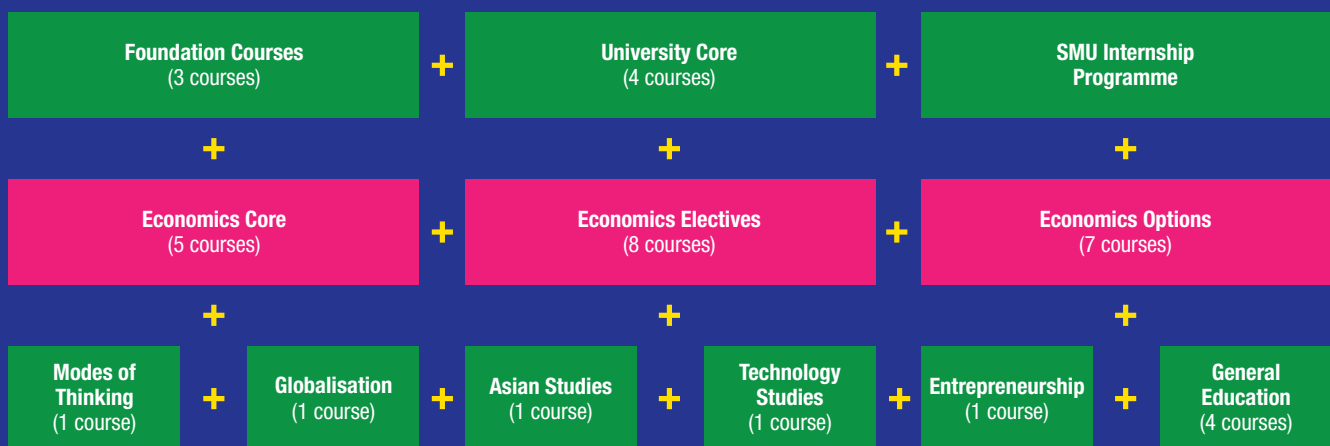 Foundation Courses
(3 courses)
+
University Core
(4 courses)
+
SMU Internship
Programme
+
+
+
Economics Core
(5 courses)
+
Economics Electives
(8 courses)
+
Economics Options
(7 courses)
+
+
+
Modes of
Thinking
(1 course)
+
Globalisation
(1 course)
+
Asian Studies
(1 course)
+
Technology
Studies
(1 course)
+
Entrepreneurship
(1 course)
+
General
Education
(4 courses)